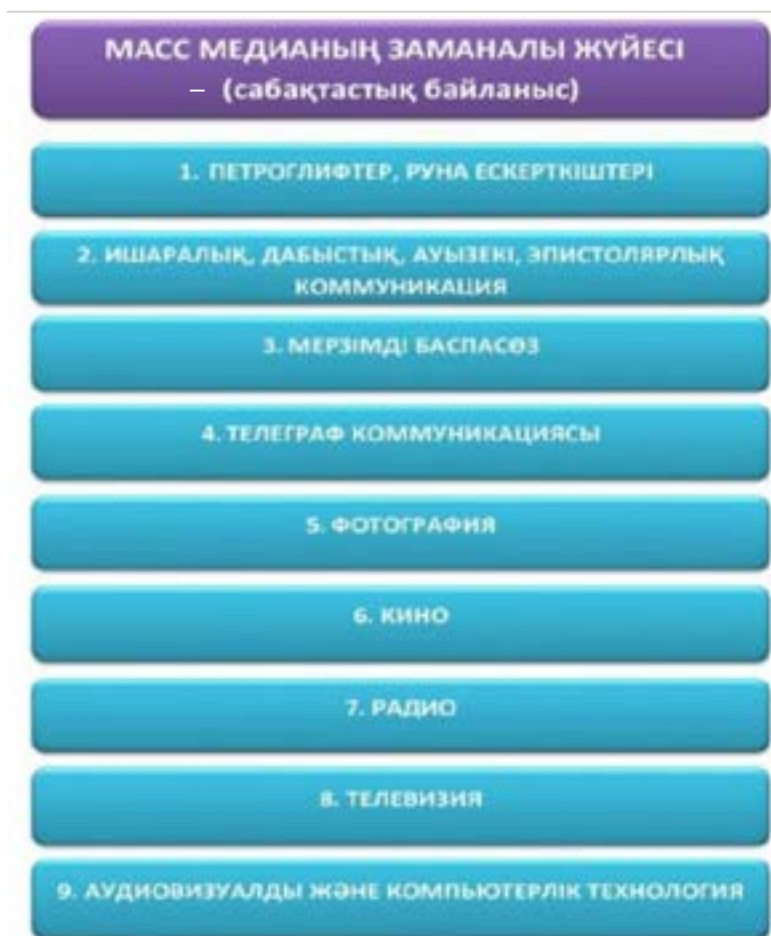 МАСС МЕДИАНЫҢ ЗАМАНАЛЫ ЖҮЙЕСІ
– (сабақтастық байланыс)
1. ПЕТРОГЛИФТЕР, РУНА ЕСКЕРТКІШТЕРІ
2. ИШАРАЛЫҚ, ДАБЫСТЫҚ, АУЫЗЕКІ, ЭПИСТОЛЯРЛЫҚ
КОММУНИКАЦИЯ
3. МЕРЗІМДІ БАСПАСӨЗ
4. ТЕЛЕГРАФ КОММУНИКАЦИЯСЫ
5. ФОТОГРАФИЯ
6. КИНО
7. РАДИО
8. ТЕЛЕВИЗИЯ
9. АУДИОВИЗУАЛДЫ ЖӘНЕ КОМПЬЮТЕРЛІК ТЕХНОЛОГИЯ